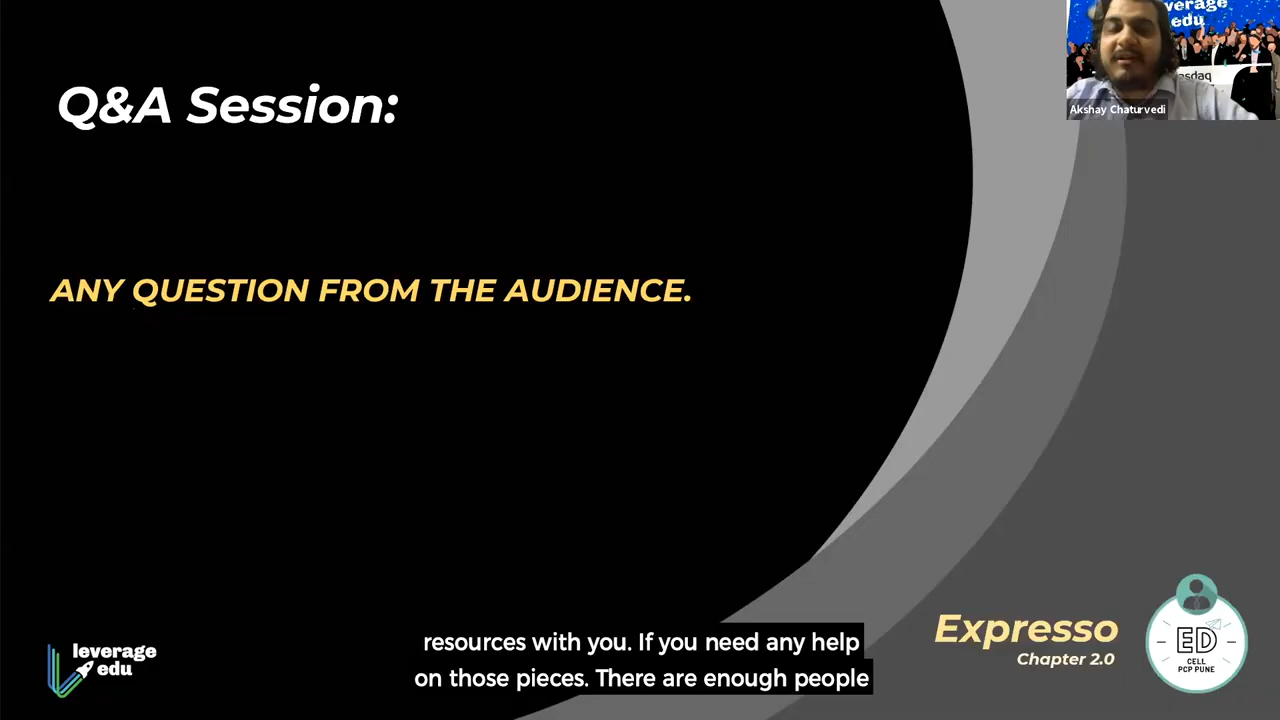 leverage
edu
asdaq
Akshay Chaturvedi
Q&A Session:
ANY QUESTION FROM THE AUDIENCE.
resources with you. If you need any help
on those pieces. There are enough people
leverage
edu
Expresso
Chapter 2.0
ED
CELL
PCP PUNE